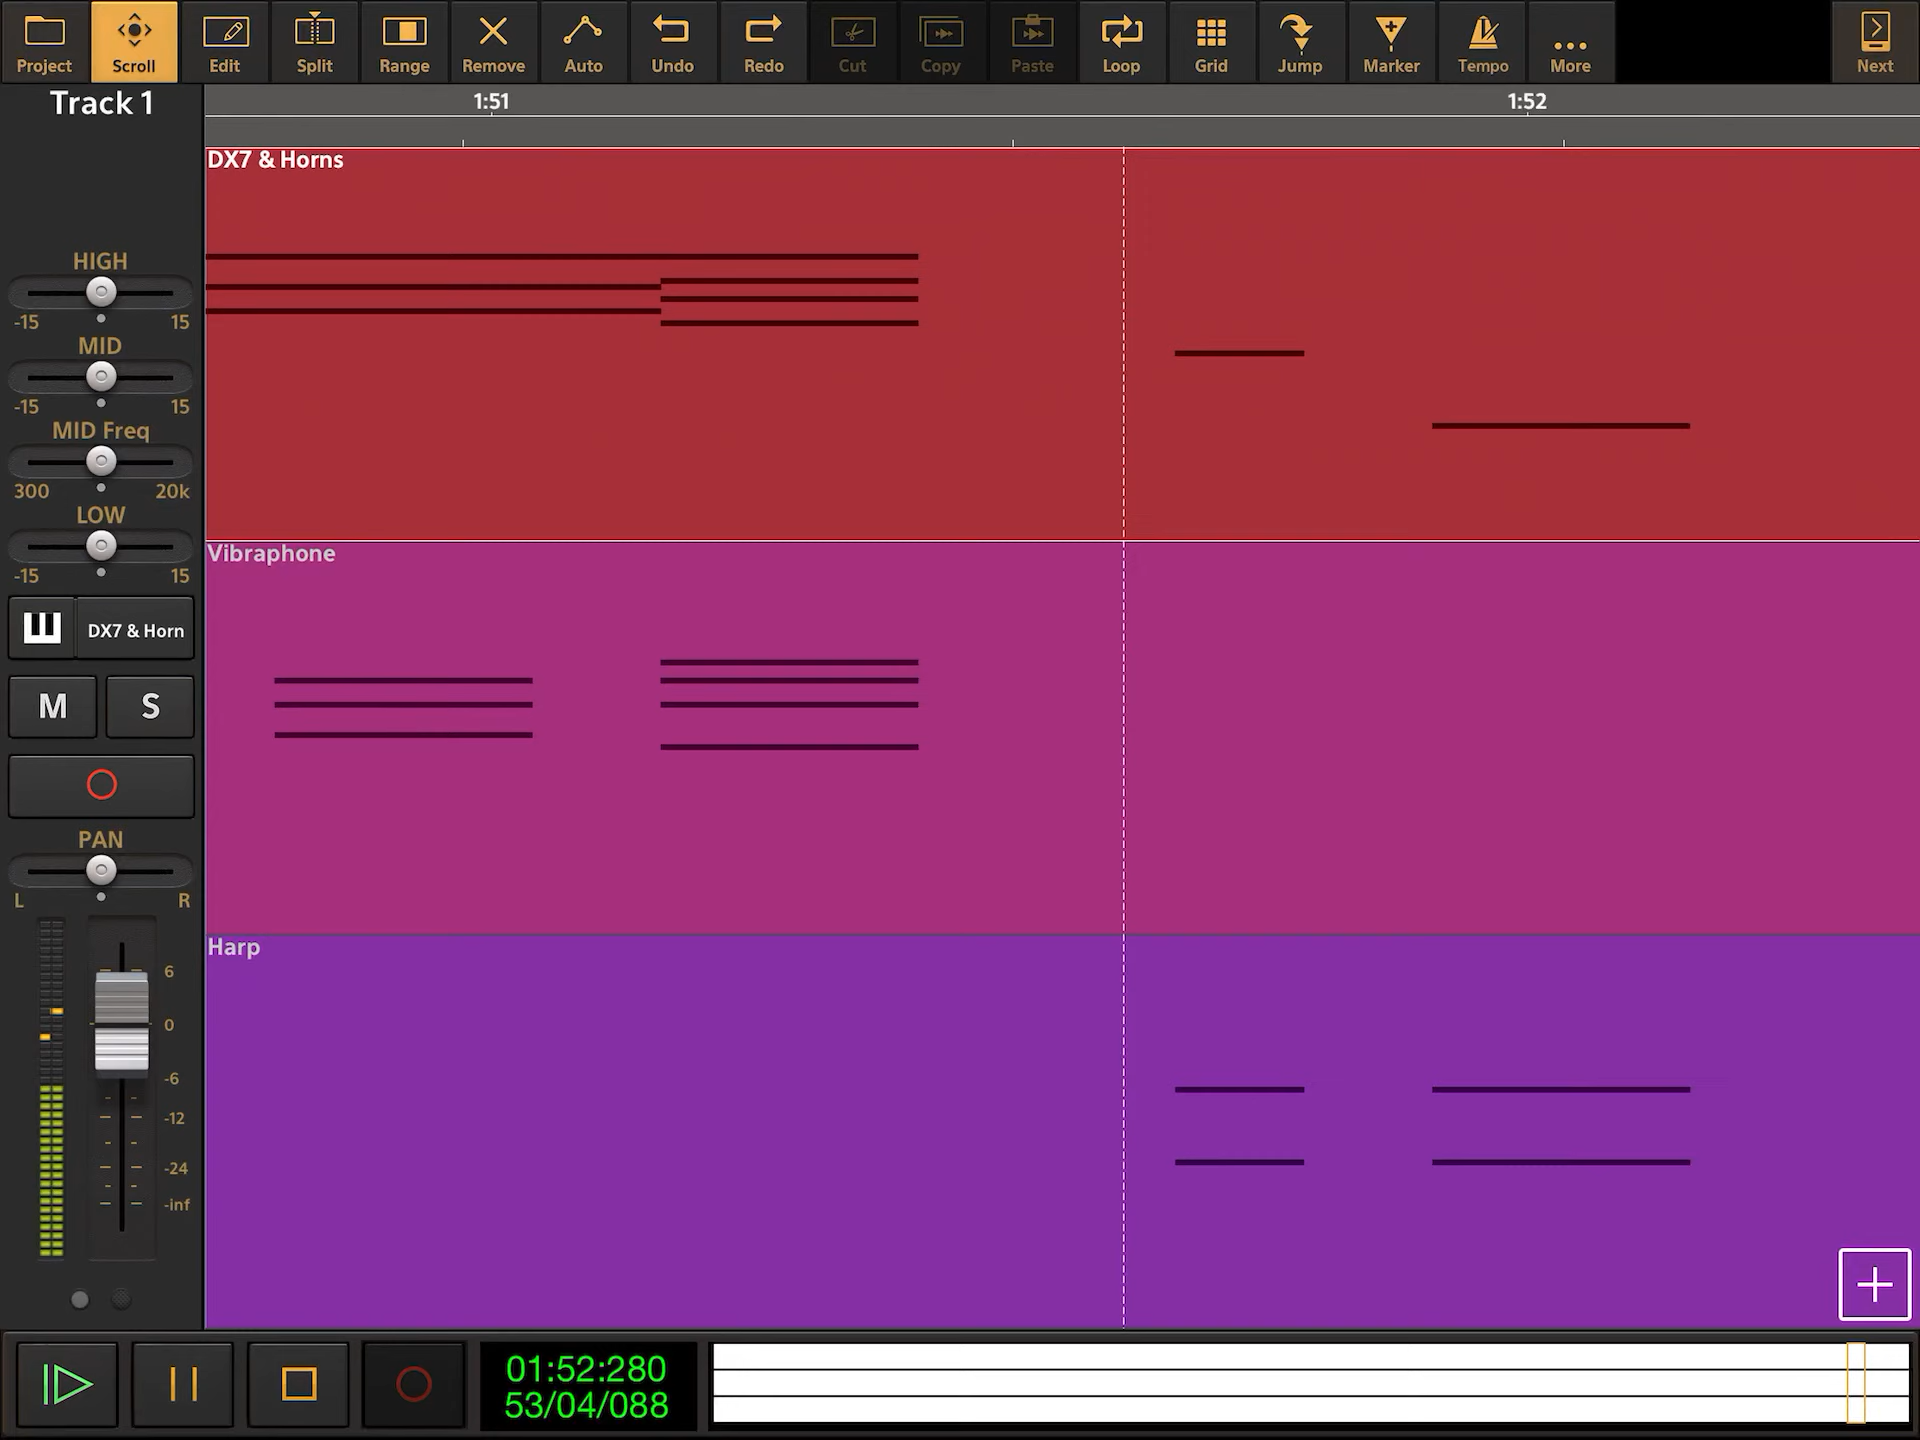 Project
Scroll
Edit
Split
Range
Remove
Auto
Undo
Redo
Cut
Copy
Paste
Loop
Grid
Jump
Marker
Tempo
More
Next
Track 1
1:51
1:52
DX7 & Horns
HIGH
-15 15
MID
-15 15
MID Freq
300 20k
LOW
-15 15
Vibraphone
DX7 & Horn
M S
PAN
L R
Harp
6
0
-6
-12
-24
-inf
01:52:280
53/04/088